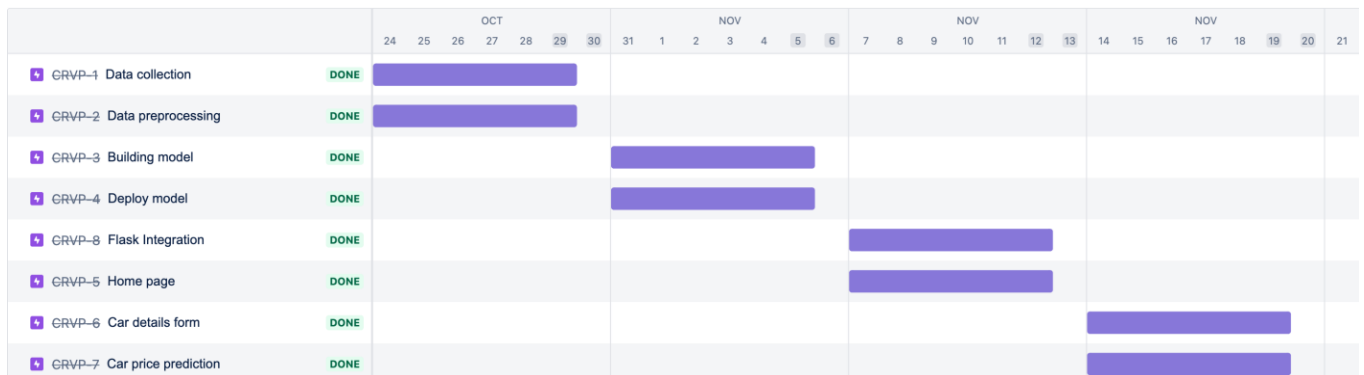 OCT NOV NOV NOV
24 25 26 27 28 29 30 31 1 2 3 4 5 6 7 8 9 10 11 12 13 14 15 16 17 18 19 20 21
CRVP-1 Data collection DONE
CRVP-2 Data preprocessing DONE
CRVP-3 Building model DONE
CRVP-4 Deploy model DONE
CRVP-8 Flask Integration DONE
CRVP-5 Home page DONE
CRVP-6 Car details form DONE
CRVP-7 Car price prediction DONE